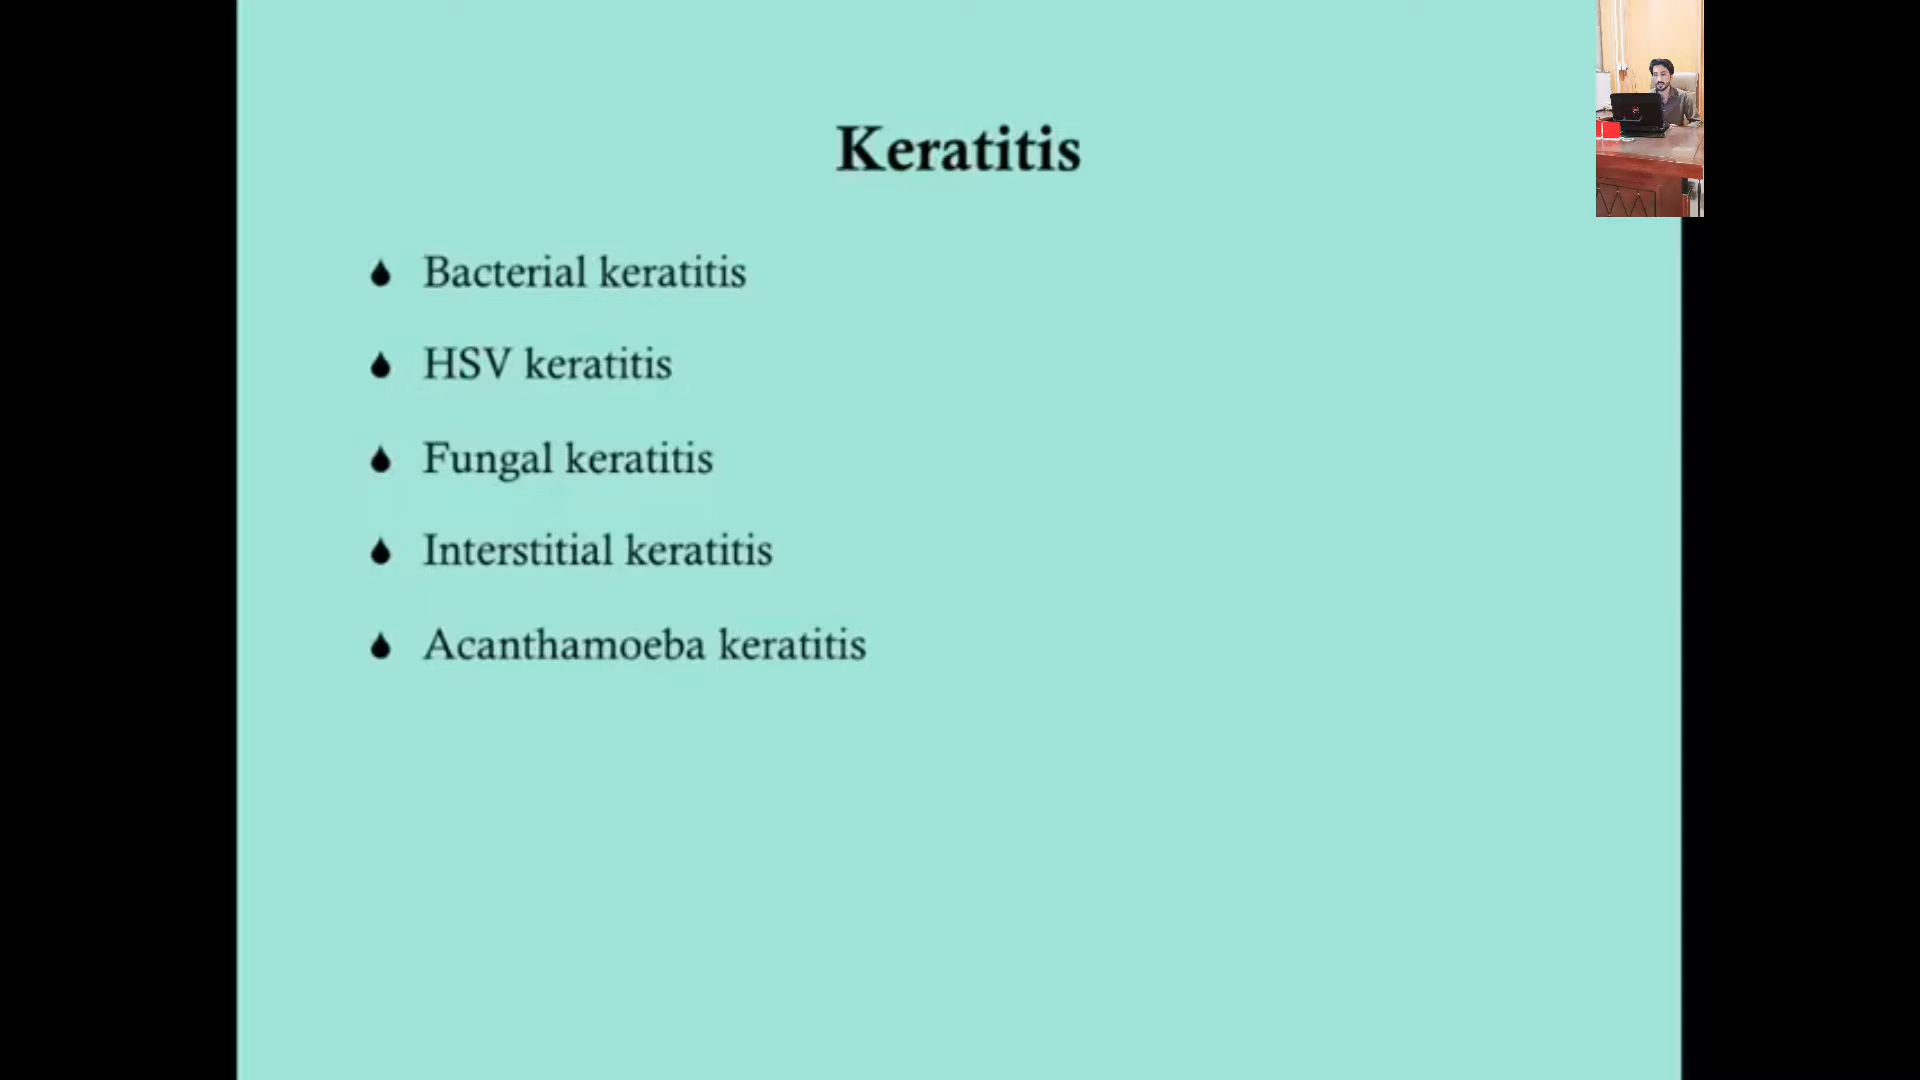 Keratitis
Bacterial keratitis
HSV keratitis
Fungal keratitis
Interstitial keratitis
Acanthamoeba keratitis